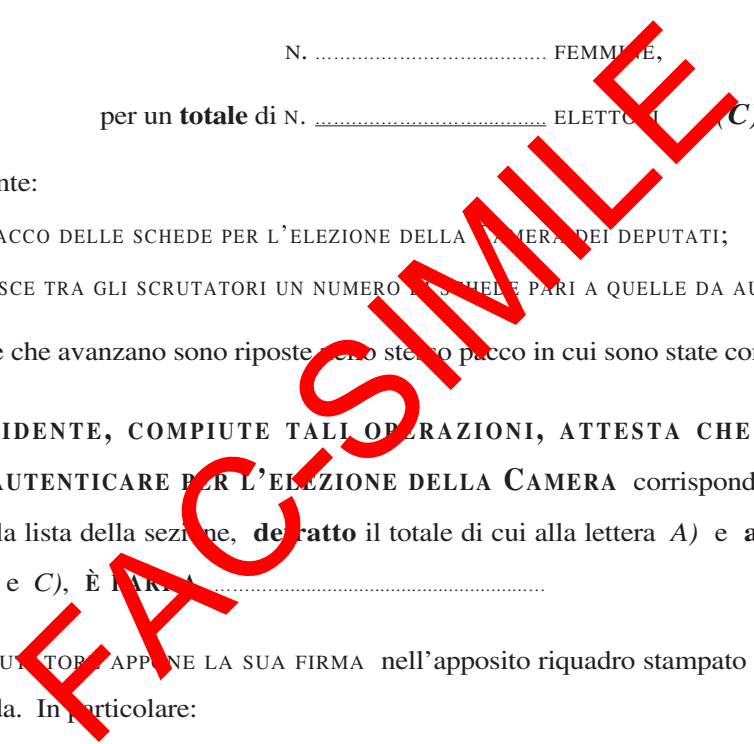 N. ........................................ FEMMINE,
per un totale di N. ........................................ ELETTORI (C)
nte:
ACCO DELLE SCHEDE PER L'ELEZIONE DELLA CAMERA DEI DEPUTATI;
SCE TRA GLI SCRUTATORI UN NUMERO DI SCHEDE PARI A QUELLE DA AU
e che avanzano sono riposte nello stesso pacco in cui sono state co
IDENTE, COMPIUTE TALI OPERAZIONI, ATTESTA CHE
AUTENTICARE PER L'ELEZIONE DELLA CAMERA corrispond
la lista della sezione, detratto il totale di cui alla lettera A) e a
e C), È PARI A ............................................................
UTATORE APPONE LA SUA FIRMA nell'apposito riquadro stampato
da. In particolare:
FAC-SIMILE